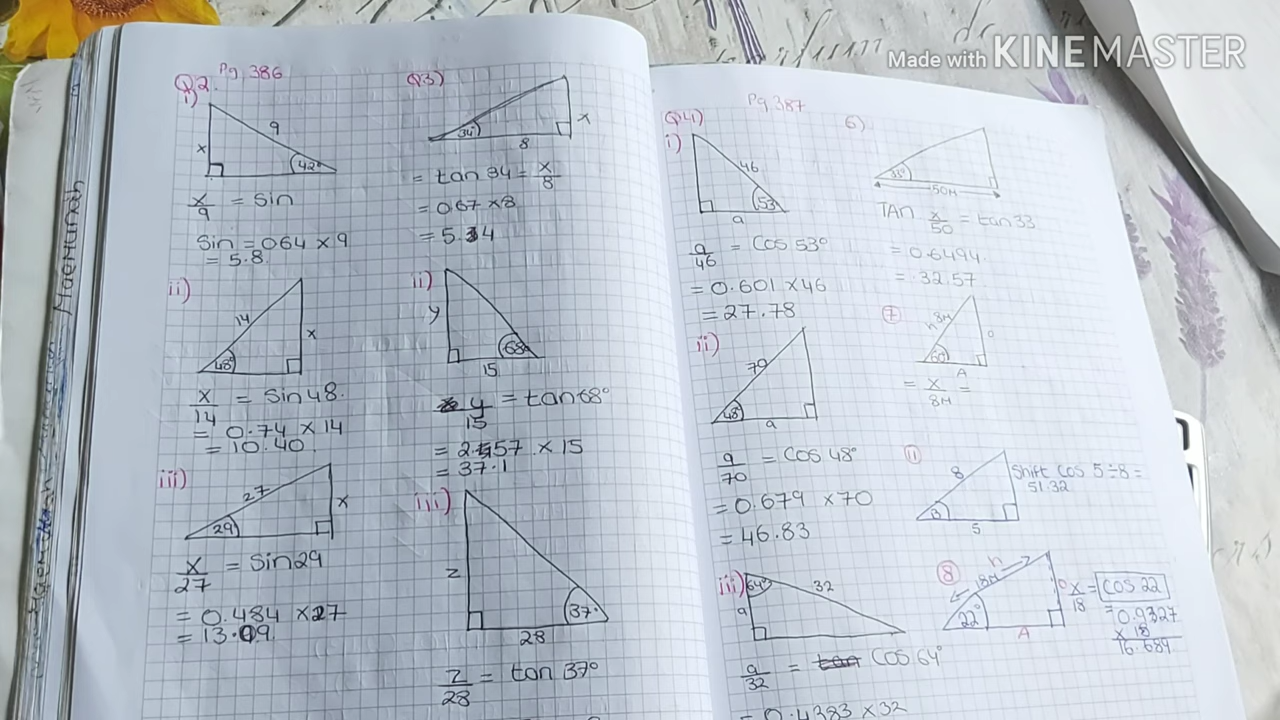 Made with KINEMASTER
Pg 386
Q2.
i)
9
x
42°
x/9 = Sin
Sin = 064 × 9
= 5.8
ii)
14
x
48°
x/14 = Sin 48.
= 0.74 × 14
= 10.40
iii)
27
x
29
x/27 = Sin 29
= 0.484 × 27
= 13.09
Q3)
34
x
8
= tan 34 = x/8
= 067 × 8
= 5.34
ii)
y
68°
15
y/15 = tan 68°
= 2.457 × 15
= 37.1
iii)
z
37°
28
z/28 = tan 37°
Pg 387
Q4)
i)
46
53
a
a/46 = Cos 53°
= 0.601 × 46
= 27.78
ii)
70
48°
a
a/70 = Cos 48°
= 0.679 × 70
= 46.83
iii)
64°
32
a
a/32 = tan Cos 64°
= 0.4383 × 32
6)
33°
50M
TAN x/50 = tan 33
= 0.6494
= 32.57
7
h 8M
60°
o
A
= x/8M =
11
8
5
Shift Cos 5÷8 =
51.32
8
h
18M
22°
o
A
x/18 = Cos 22
= 0.9327
× 18
16.689